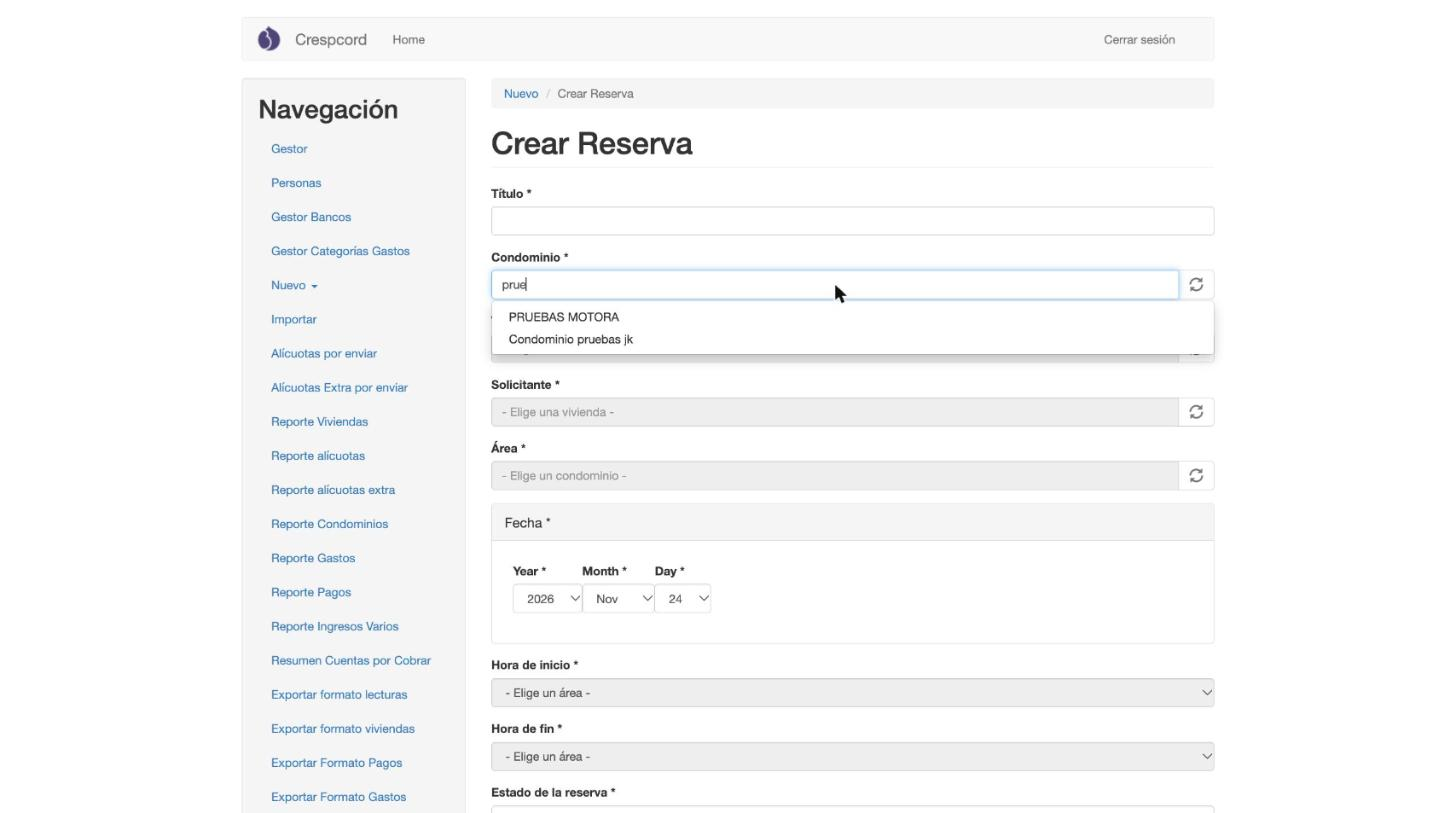 Crespcord
Home
Cerrar sesión
Navegación
Gestor
Personas
Gestor Bancos
Gestor Categorías Gastos
Nuevo
Importar
Alícuotas por enviar
Alícuotas Extra por enviar
Reporte Viviendas
Reporte alícuotas
Reporte alícuotas extra
Reporte Condominios
Reporte Gastos
Reporte Pagos
Reporte Ingresos Varios
Resumen Cuentas por Cobrar
Exportar formato lecturas
Exportar formato viviendas
Exportar Formato Pagos
Exportar Formato Gastos
Nuevo / Crear Reserva
Crear Reserva
Título *
Condominio *
prue
PRUEBAS MOTORA
Condominio pruebas jk
Solicitante *
- Elige una vivienda -
Área *
- Elige un condominio -
Fecha *
Year * Month * Day *
2026 Nov 24
Hora de inicio *
- Elige un área -
Hora de fin *
- Elige un área -
Estado de la reserva *